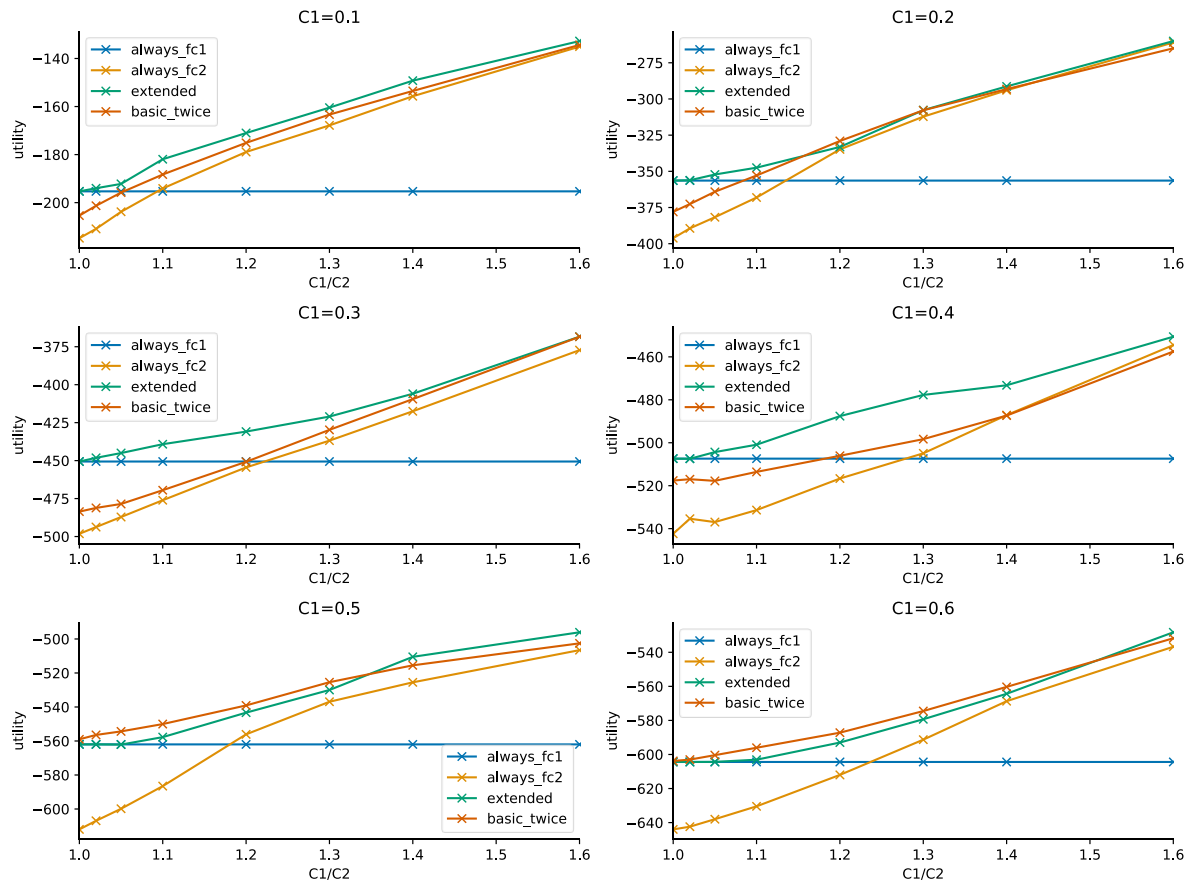 C1=0.1
utility
−140
−160
−180
−200
always_fc1
always_fc2
extended
basic_twice
1.0 1.1 1.2 1.3 1.4 1.5 1.6
C1/C2
C1=0.2
utility
−275
−300
−325
−350
−375
−400
always_fc1
always_fc2
extended
basic_twice
1.0 1.1 1.2 1.3 1.4 1.5 1.6
C1/C2
C1=0.3
utility
−375
−400
−425
−450
−475
−500
always_fc1
always_fc2
extended
basic_twice
1.0 1.1 1.2 1.3 1.4 1.5 1.6
C1/C2
C1=0.4
utility
−460
−480
−500
−520
−540
always_fc1
always_fc2
extended
basic_twice
1.0 1.1 1.2 1.3 1.4 1.5 1.6
C1/C2
C1=0.5
utility
−500
−520
−540
−560
−580
−600
always_fc1
always_fc2
extended
basic_twice
1.0 1.1 1.2 1.3 1.4 1.5 1.6
C1/C2
C1=0.6
utility
−540
−560
−580
−600
−620
−640
always_fc1
always_fc2
extended
basic_twice
1.0 1.1 1.2 1.3 1.4 1.5 1.6
C1/C2